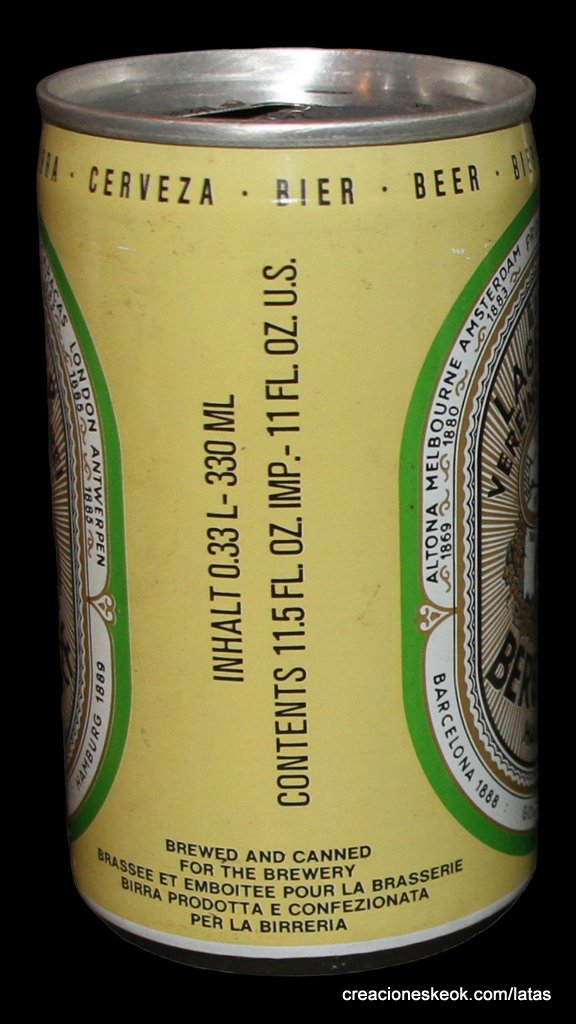 · CERVEZA · BIER · BEER ·
INHALT 0.33 L - 330 ML
CONTENTS 11.5 FL. OZ. IMP. - 11 FL. OZ. U.S.
LONDON ANTWERPEN
1885 1885
HAMBURG 1889
ALTONA MELBOURNE AMSTERDAM
1869 1880 1883
BARCELONA 1888
BREWED AND CANNED
FOR THE BREWERY
BRASSEE ET EMBOITEE POUR LA BRASSERIE
BIRRA PRODOTTA E CONFEZIONATA
PER LA BIRRERIA
creacioneskeok.com/latas